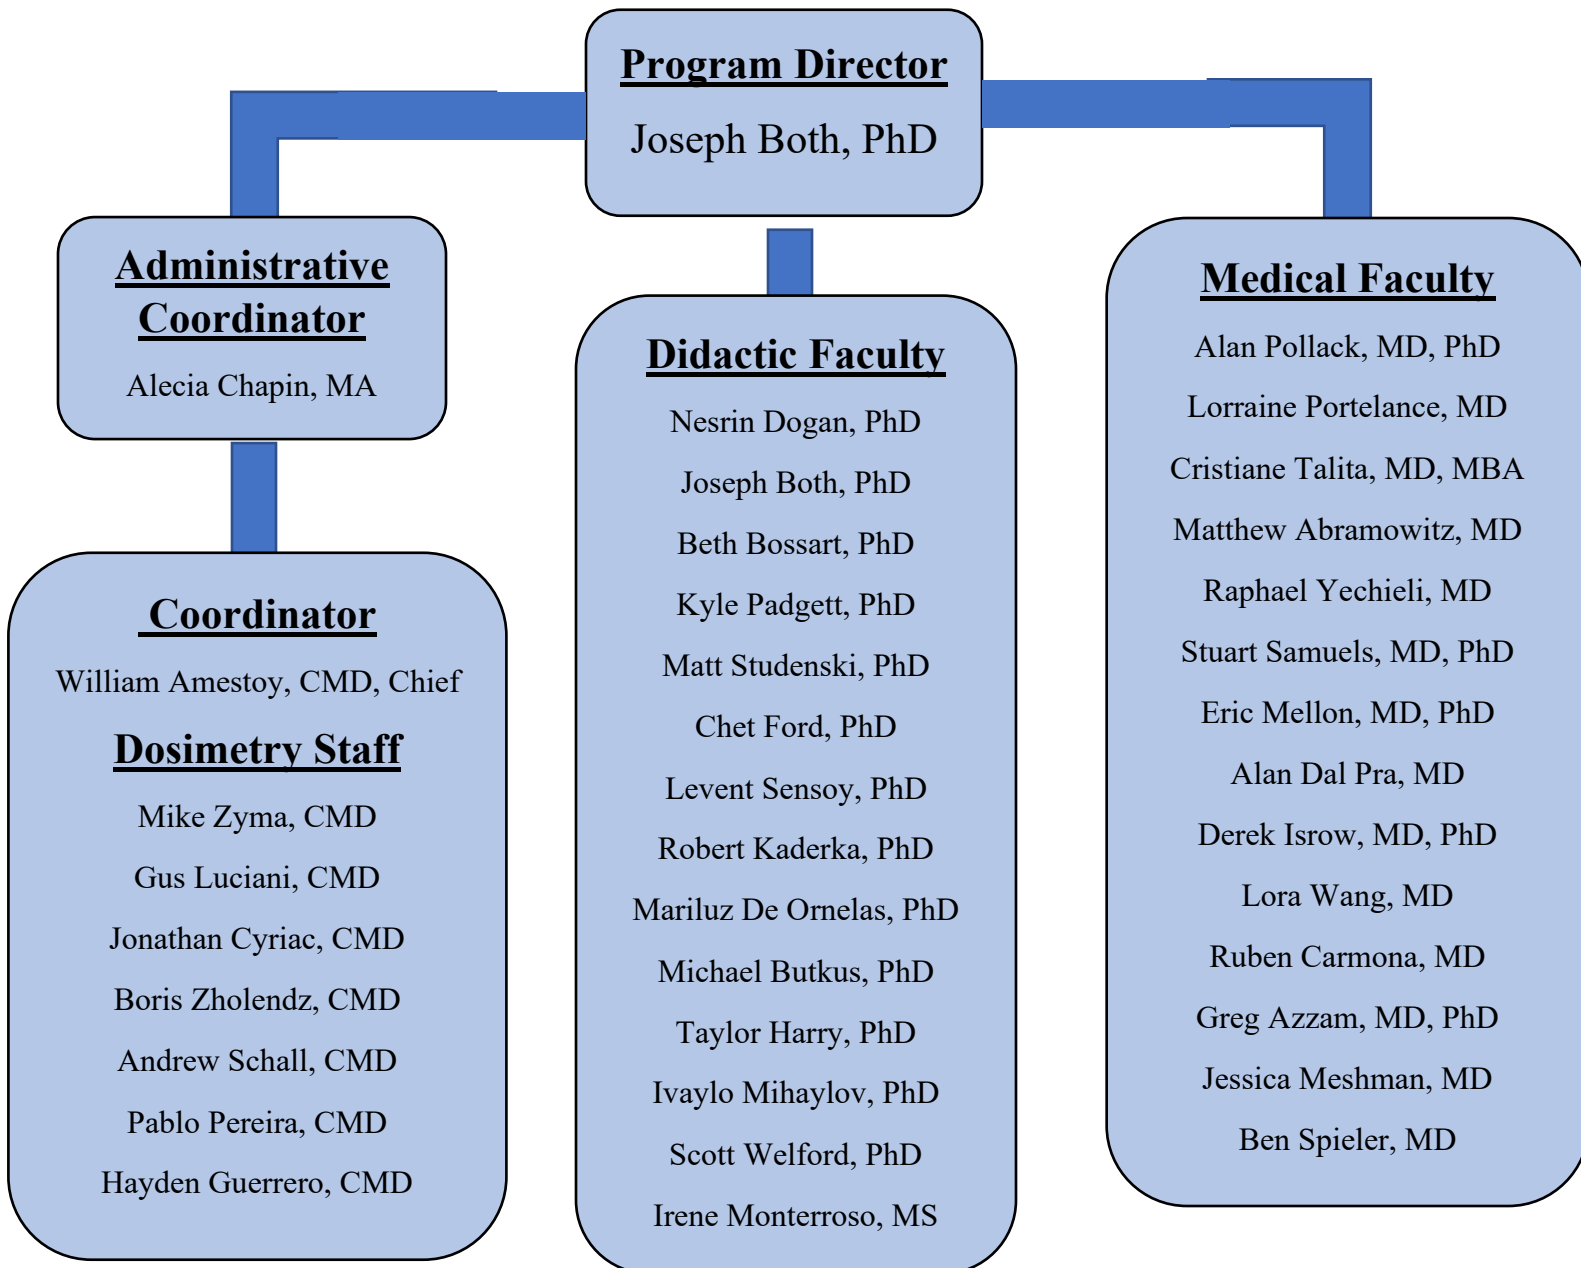 Program Director
Joseph Both, PhD
Administrative
Coordinator
Alecia Chapin, MA
Coordinator
William Amestoy, CMD, Chief
Dosimetry Staff
Mike Zyma, CMD
Gus Luciani, CMD
Jonathan Cyriac, CMD
Boris Zholendz, CMD
Andrew Schall, CMD
Pablo Pereira, CMD
Hayden Guerrero, CMD
Didactic Faculty
Nesrin Dogan, PhD
Joseph Both, PhD
Beth Bossart, PhD
Kyle Padgett, PhD
Matt Studenski, PhD
Chet Ford, PhD
Levent Sensoy, PhD
Robert Kaderka, PhD
Mariluz De Ornelas, PhD
Michael Butkus, PhD
Taylor Harry, PhD
Ivaylo Mihaylov, PhD
Scott Welford, PhD
Irene Monterroso, MS
Medical Faculty
Alan Pollack, MD, PhD
Lorraine Portelance, MD
Cristiane Talita, MD, MBA
Matthew Abramowitz, MD
Raphael Yechieli, MD
Stuart Samuels, MD, PhD
Eric Mellon, MD, PhD
Alan Dal Pra, MD
Derek Isrow, MD, PhD
Lora Wang, MD
Ruben Carmona, MD
Greg Azzam, MD, PhD
Jessica Meshman, MD
Ben Spieler, MD